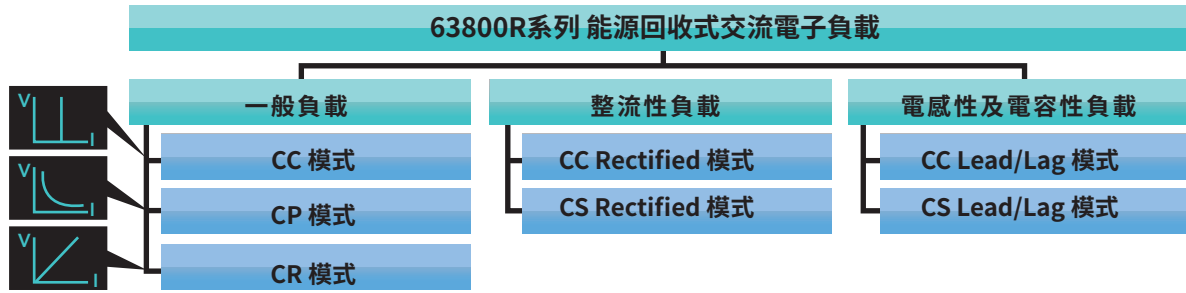 63800R系列 能源回收式交流電子負載
一般負載
V
I
CC 模式
V
I
CP 模式
V
I
CR 模式
整流性負載
CC Rectified 模式
CS Rectified 模式
電感性及電容性負載
CC Lead/Lag 模式
CS Lead/Lag 模式